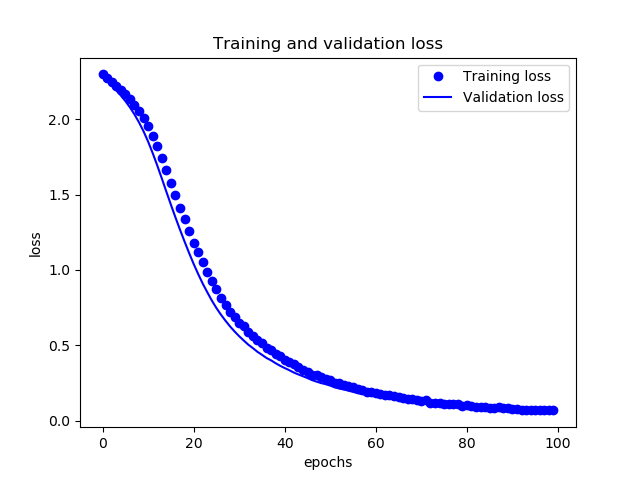 Training and validation loss
Training loss
Validation loss
2.0
1.5
1.0
0.5
0.0
loss
0 20 40 60 80 100
epochs